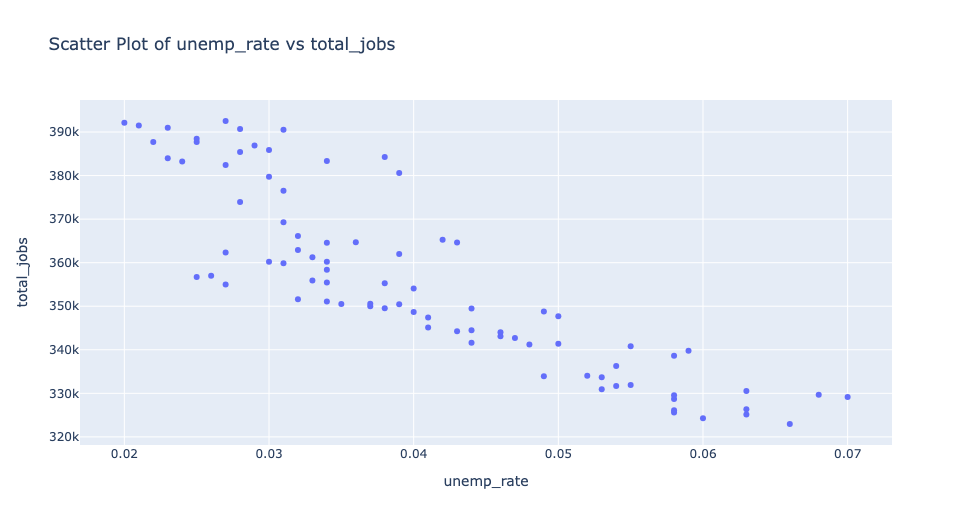 Scatter Plot of unemp_rate vs total_jobs
390k
380k
370k
360k
350k
340k
330k
320k
total_jobs
0.02 0.03 0.04 0.05 0.06 0.07
unemp_rate